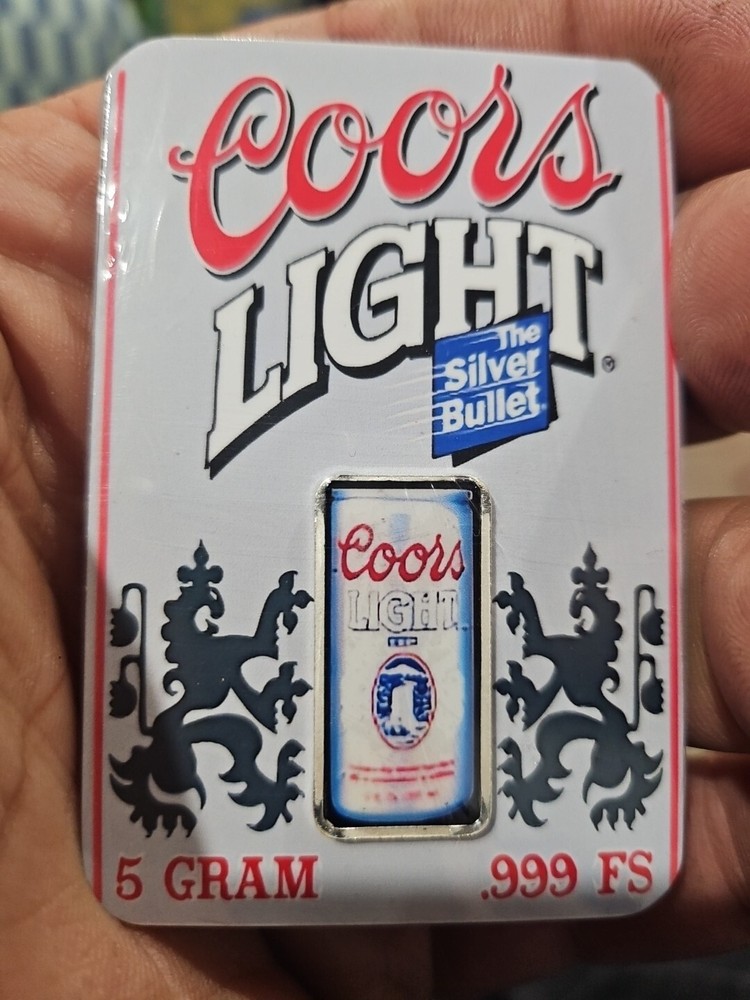 Coors
LIGHT
®
The
Silver
Bullet
Coors
LIGHT
5 GRAM .999 FS